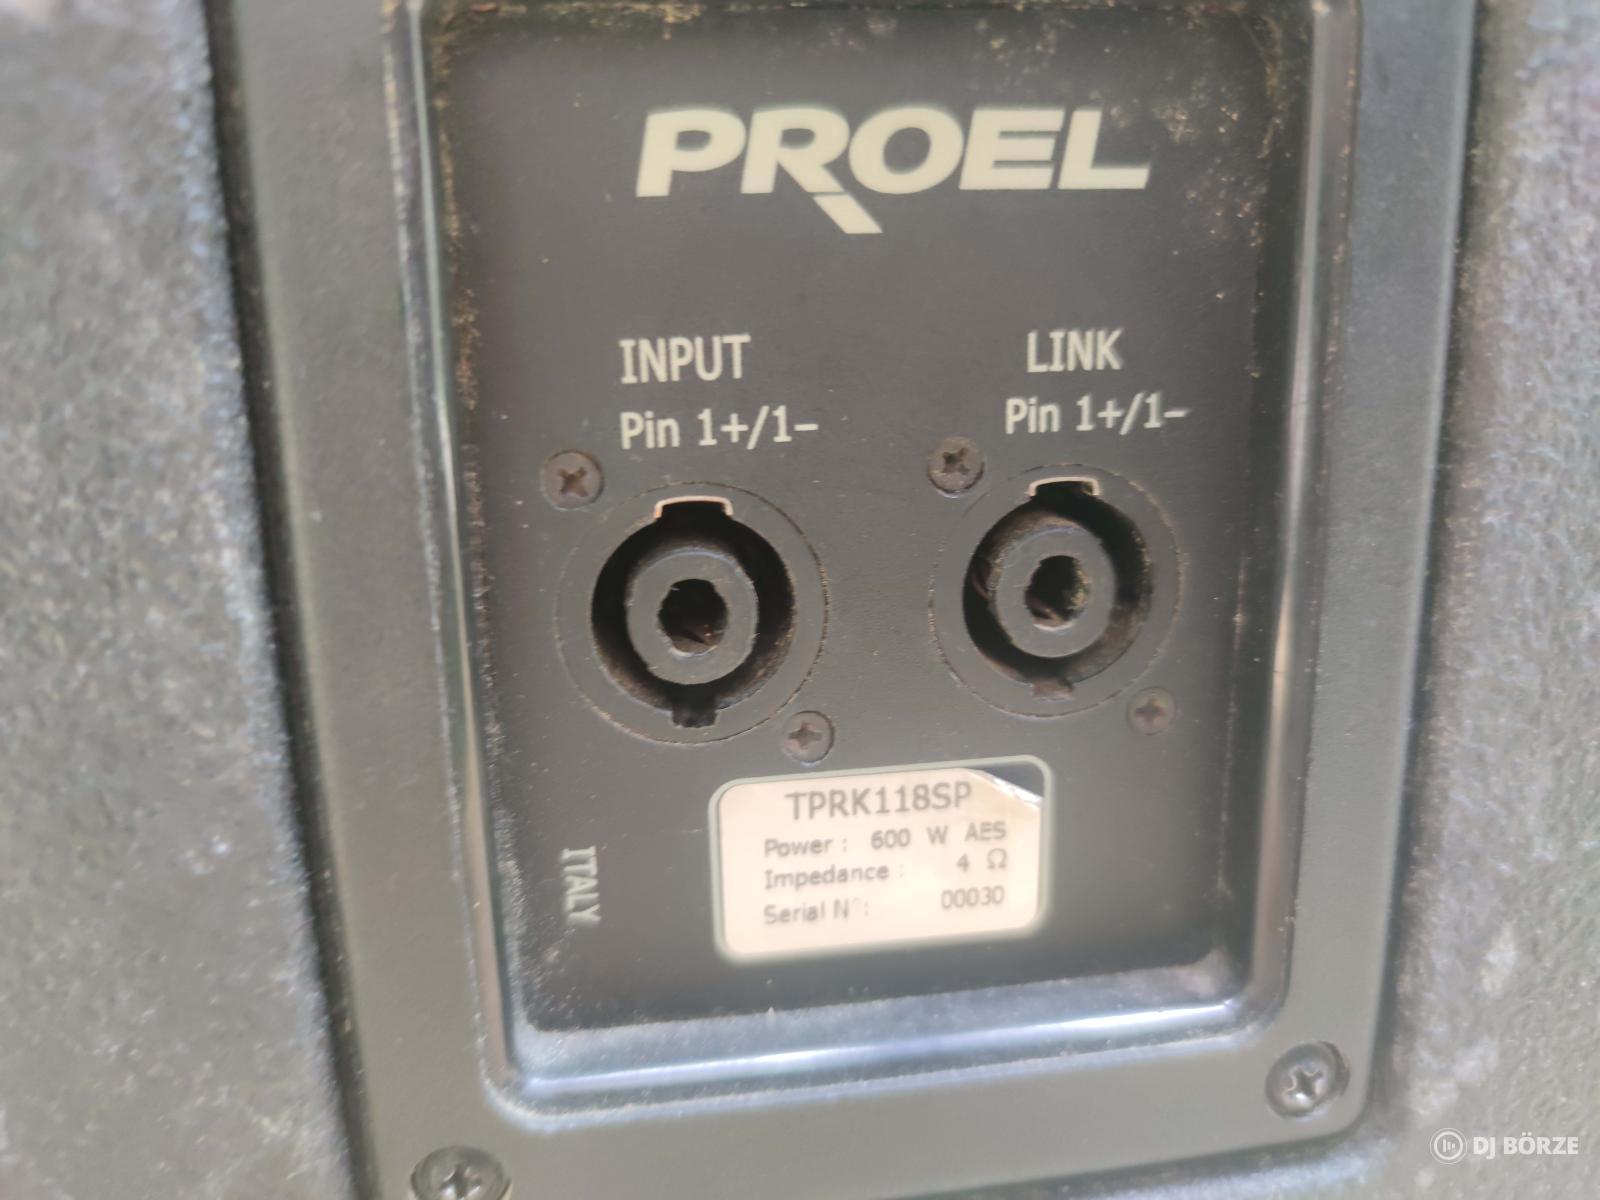 PROEL
INPUT
Pin 1+/1–
LINK
Pin 1+/1–
TPRK118SP
Power : 600 W AES
Impedance : 4 Ω
Serial N°: 00030
ITALY
DJ BÖRZE